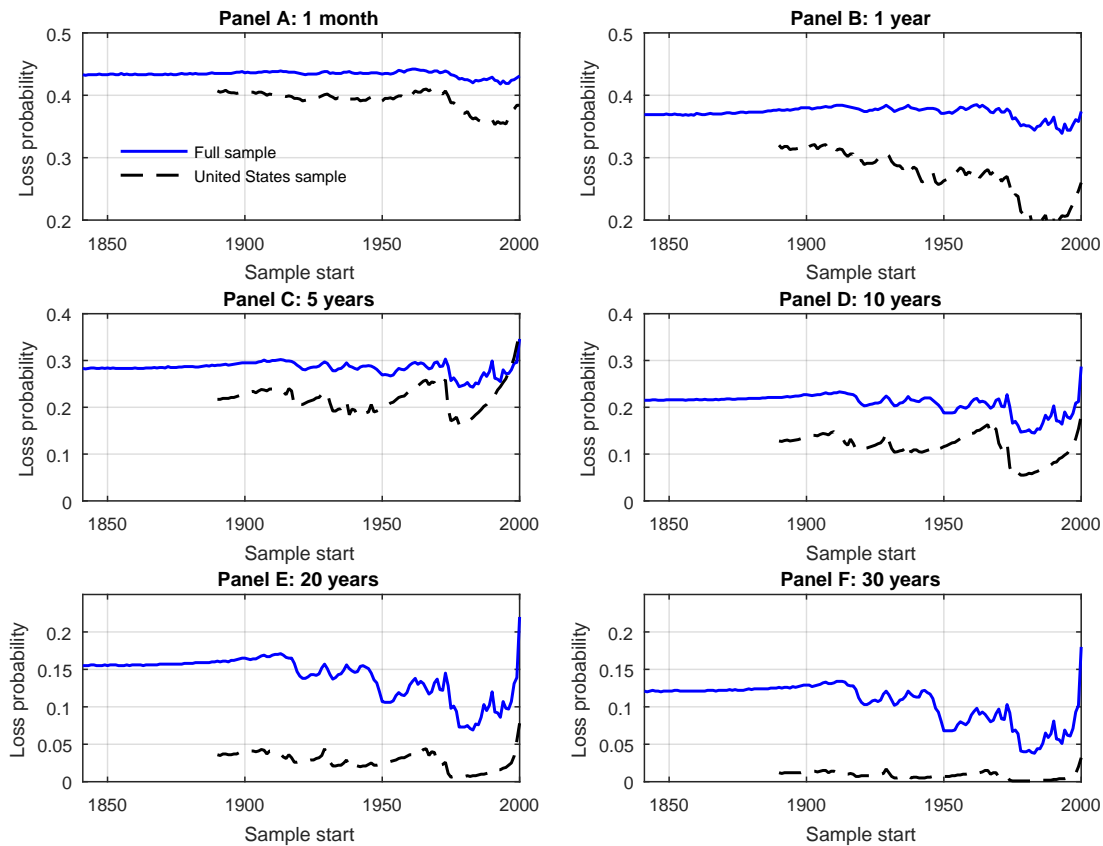 Panel A: 1 month
Loss probability
0.5
0.4
0.3
0.2
Full sample
United States sample
1850
1900
1950
2000
Sample start
Panel B: 1 year
Loss probability
0.5
0.4
0.3
0.2
1850
1900
1950
2000
Sample start
Panel C: 5 years
Loss probability
0.4
0.3
0.2
0.1
0
1850
1900
1950
2000
Sample start
Panel D: 10 years
Loss probability
0.4
0.3
0.2
0.1
0
1850
1900
1950
2000
Sample start
Panel E: 20 years
Loss probability
0.2
0.15
0.1
0.05
0
1850
1900
1950
2000
Sample start
Panel F: 30 years
Loss probability
0.2
0.15
0.1
0.05
0
1850
1900
1950
2000
Sample start